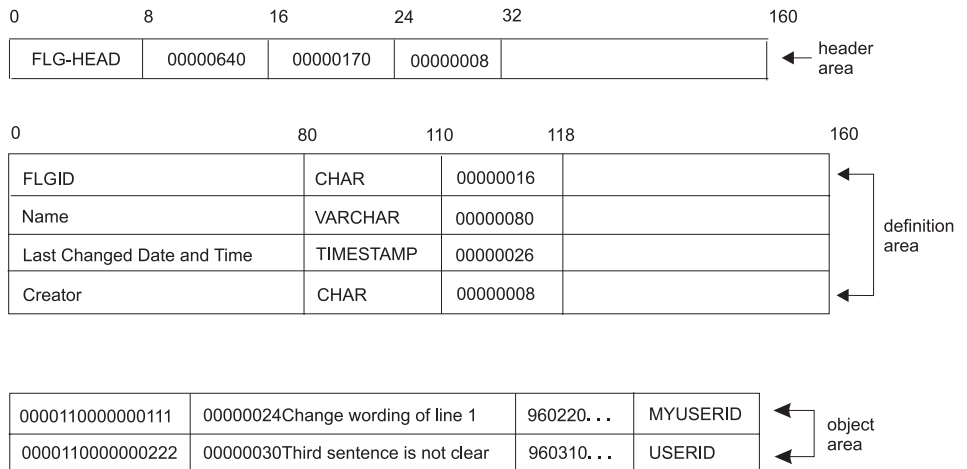 0 8 16 24 32 160
FLG-HEAD 00000640 00000170 00000008
header
area
0 80 110 118 160
FLGID CHAR 00000016
Name VARCHAR 00000080
Last Changed Date and Time TIMESTAMP 00000026
Creator CHAR 00000008
definition
area
0000110000000111 00000024Change wording of line 1 960220... MYUSERID
0000110000000222 00000030Third sentence is not clear 960310... USERID
object
area